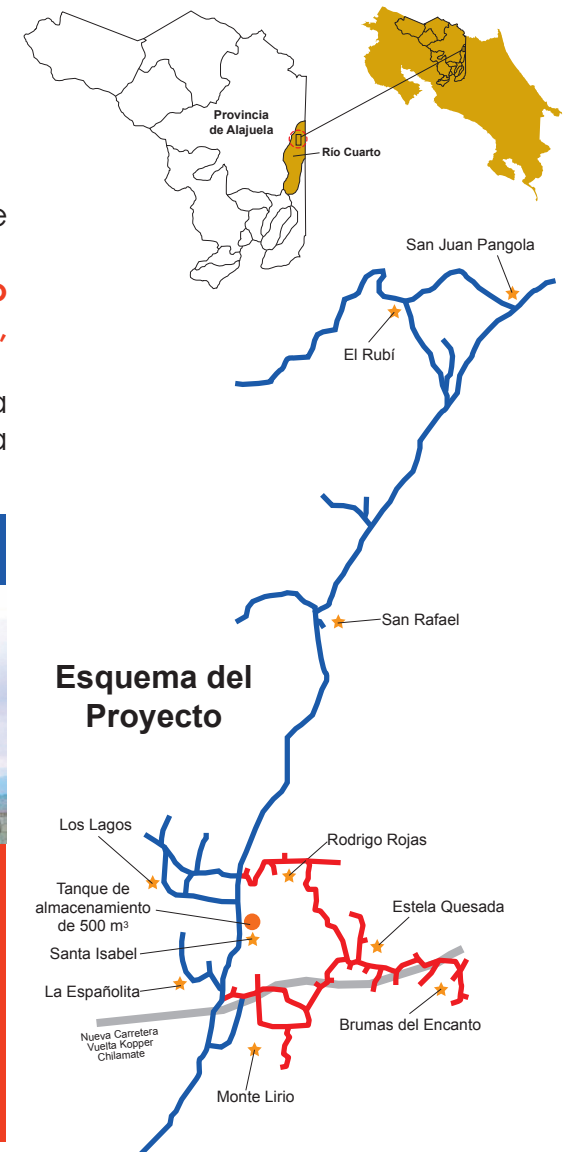 Provincia
de Alajuela
Río Cuarto
e
o
,
a
a
San Juan Pangola
El Rubí
San Rafael
Esquema del
Proyecto
Los Lagos
Rodrigo Rojas
Tanque de
almacenamiento
de 500 m³
Estela Quesada
Santa Isabel
La Españolita
Brumas del Encanto
Nueva Carretera
Vuelta Kopper
Chilamate
Monte Lirio